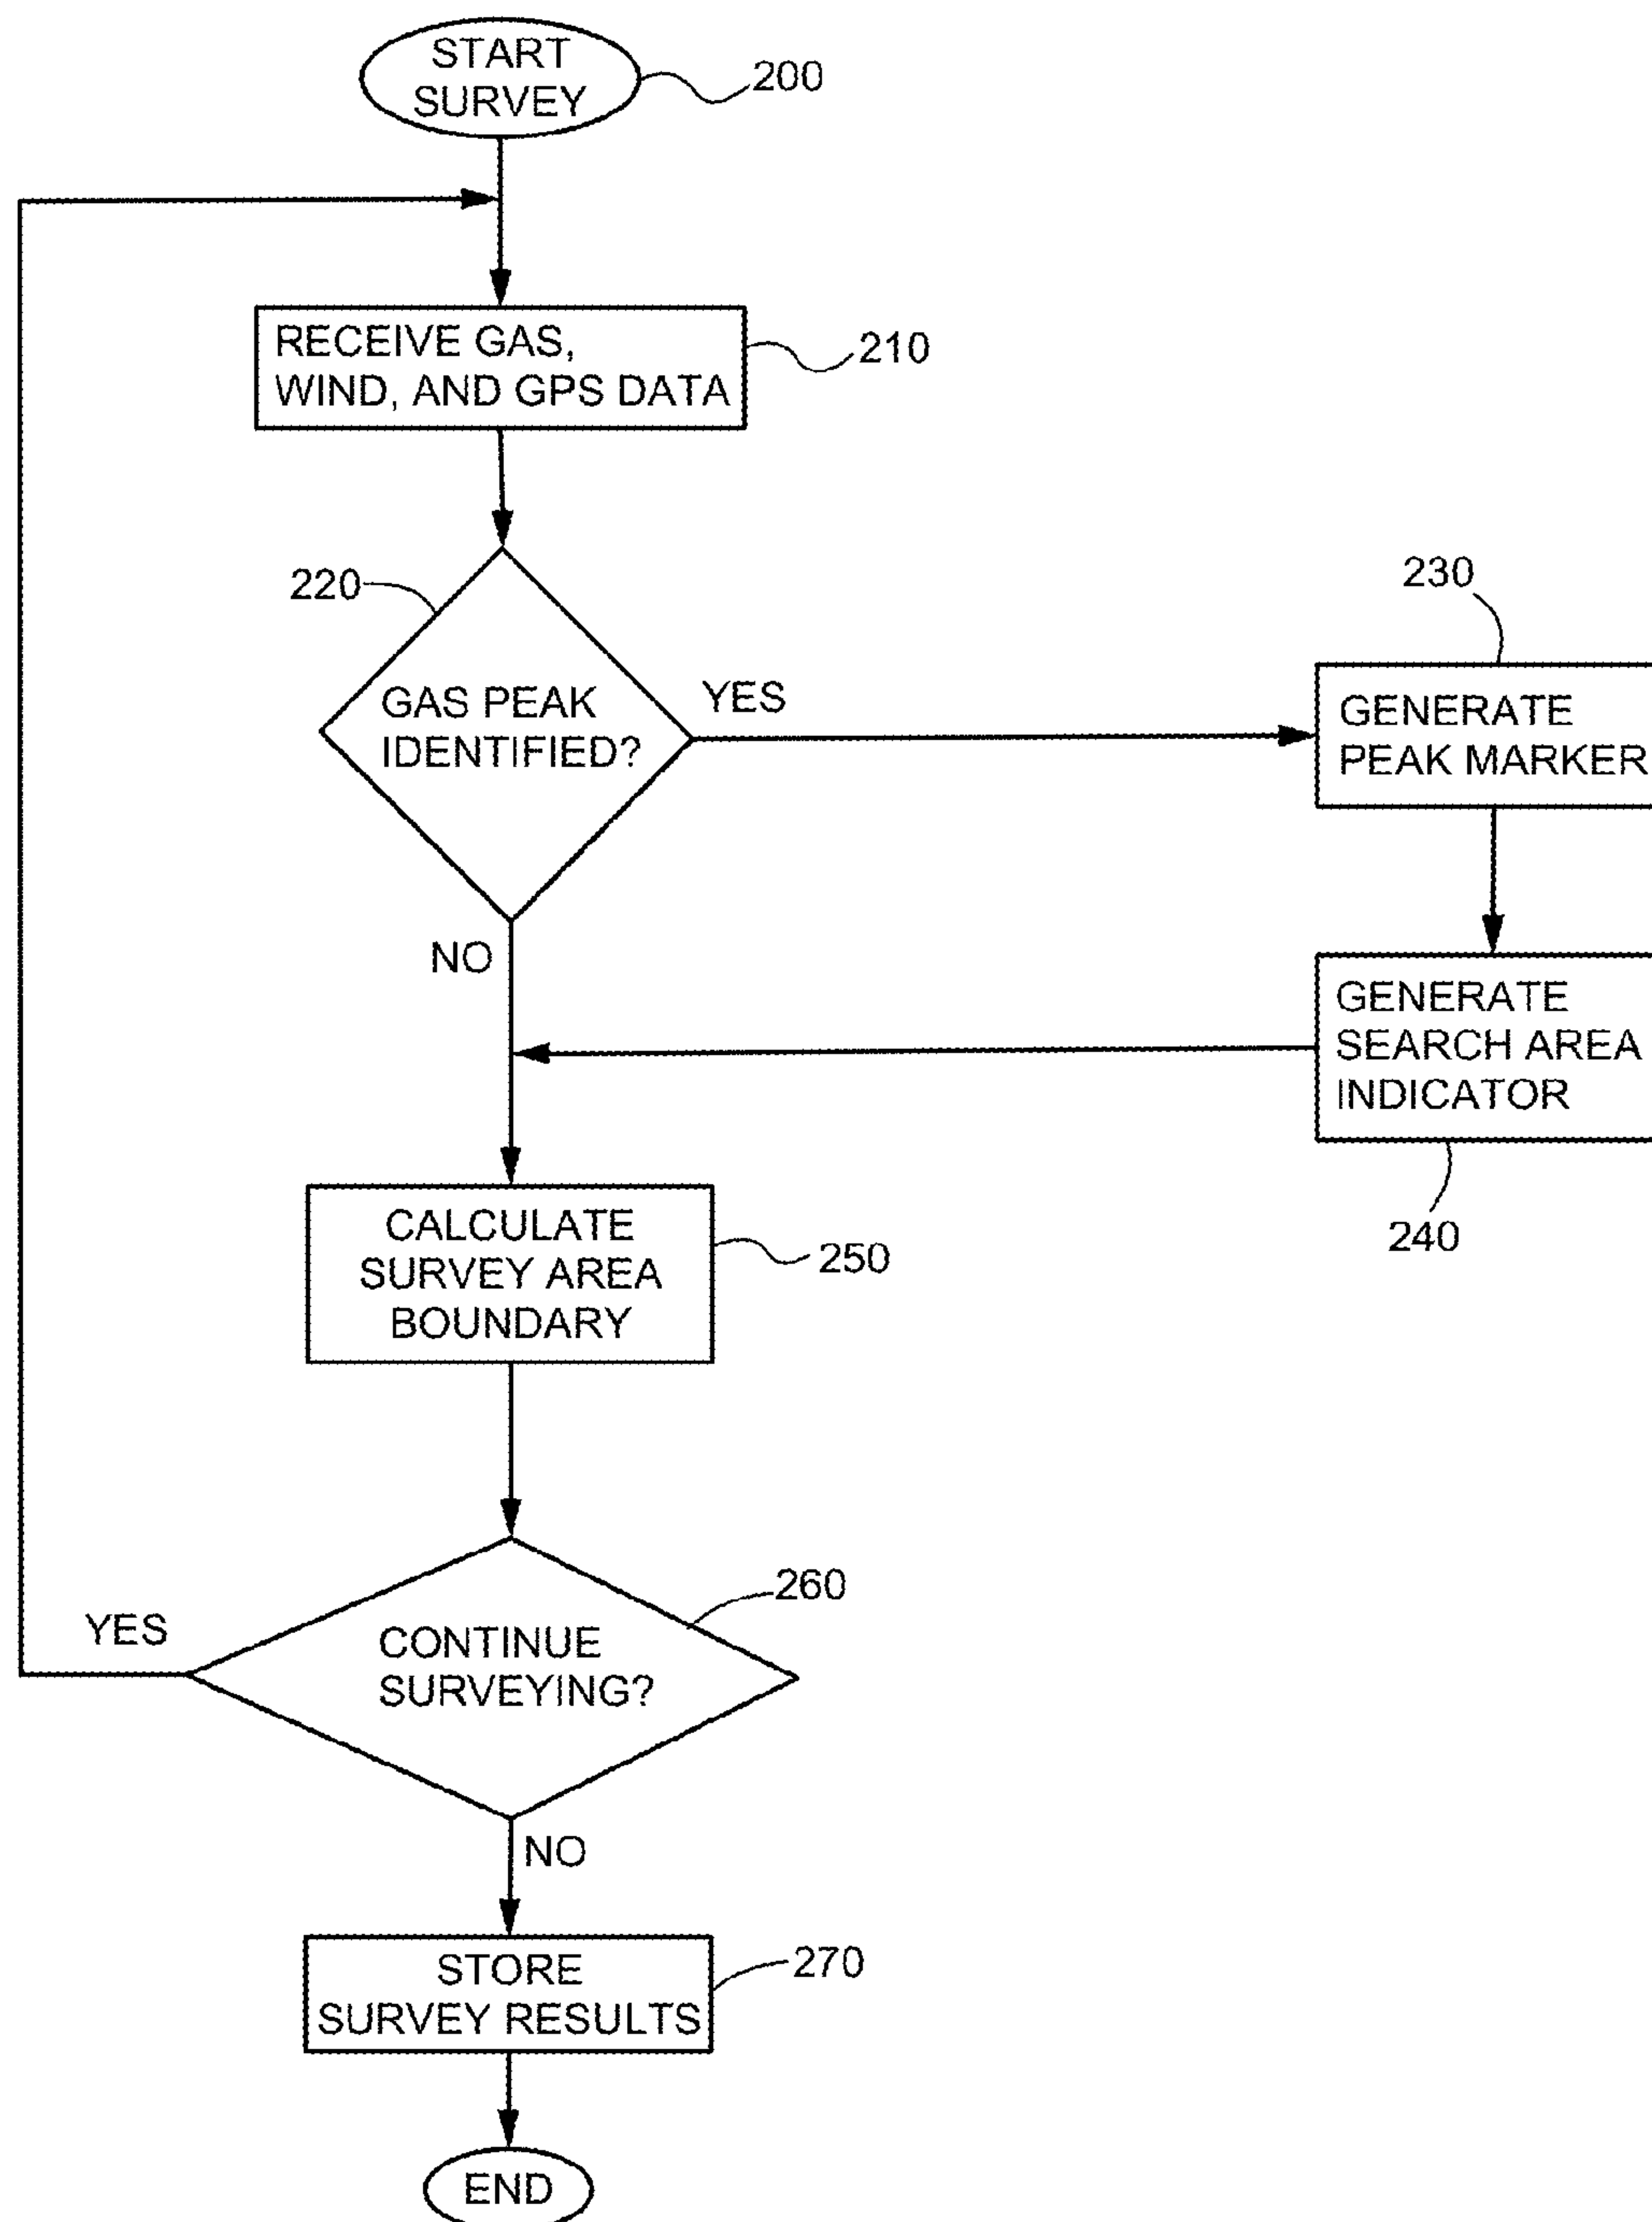 START
SURVEY
200
RECEIVE GAS,
WIND, AND GPS DATA
210
220
GAS PEAK
IDENTIFIED?
YES
230
GENERATE
PEAK MARKER
NO
GENERATE
SEARCH AREA
INDICATOR
240
CALCULATE
SURVEY AREA
BOUNDARY
250
260
YES
CONTINUE
SURVEYING?
NO
STORE
SURVEY RESULTS
270
END